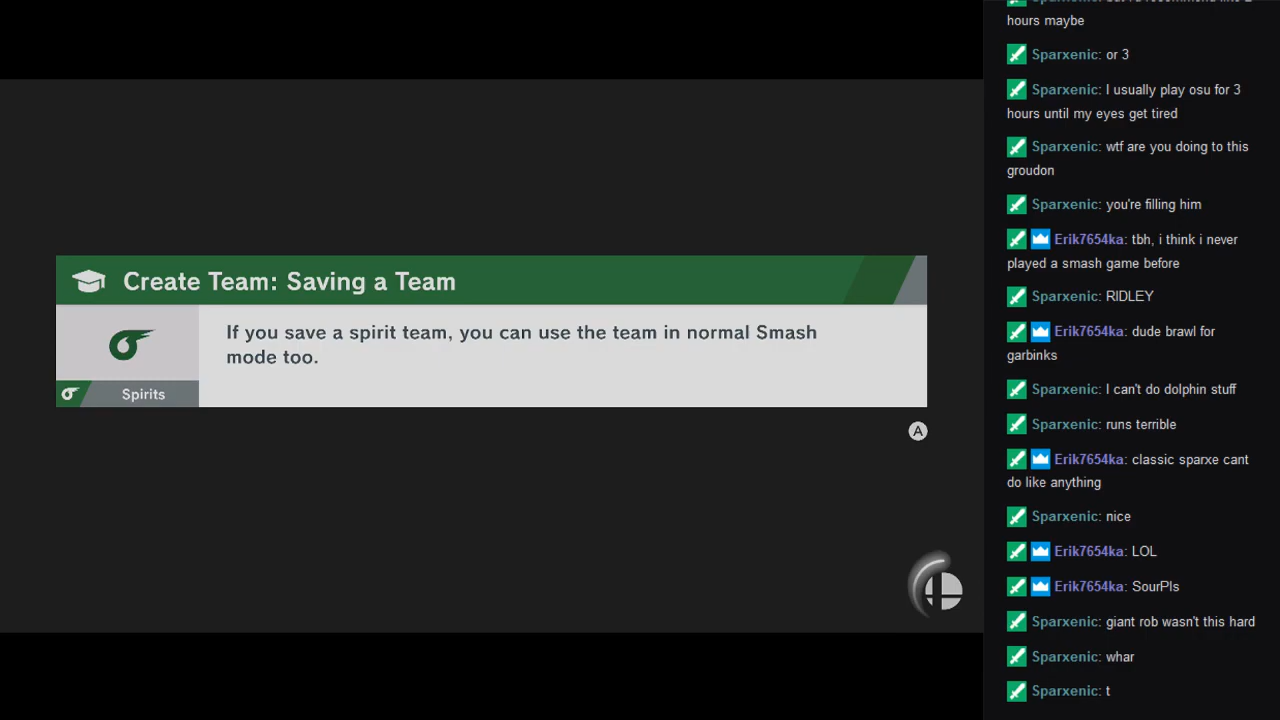 Create Team: Saving a Team
If you save a spirit team, you can use the team in normal Smash
mode too.
Spirits
A
hours maybe
Sparxenic: or 3
Sparxenic: I usually play osu for 3
hours until my eyes get tired
Sparxenic: wtf are you doing to this
groudon
Sparxenic: you're filling him
Erik7654ka: tbh, i think i never
played a smash game before
Sparxenic: RIDLEY
Erik7654ka: dude brawl for
garbinks
Sparxenic: I can't do dolphin stuff
Sparxenic: runs terrible
Erik7654ka: classic sparxe cant
do like anything
Sparxenic: nice
Erik7654ka: LOL
Erik7654ka: SourPls
Sparxenic: giant rob wasn't this hard
Sparxenic: whar
Sparxenic: t